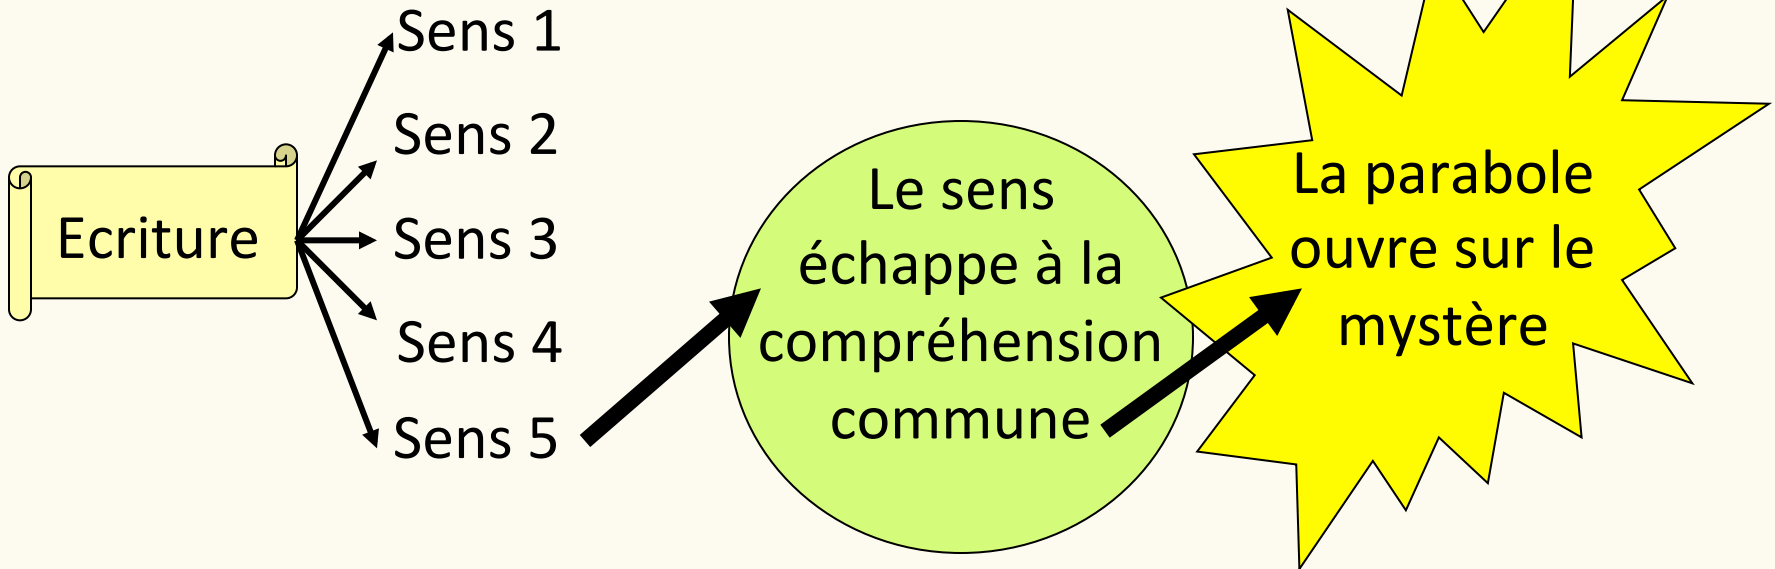 Sens 1
Sens 2
Ecriture
Sens 3
Sens 4
Sens 5
Le sens
échappe à la
compréhension
commune
La parabole
ouvre sur le
mystère